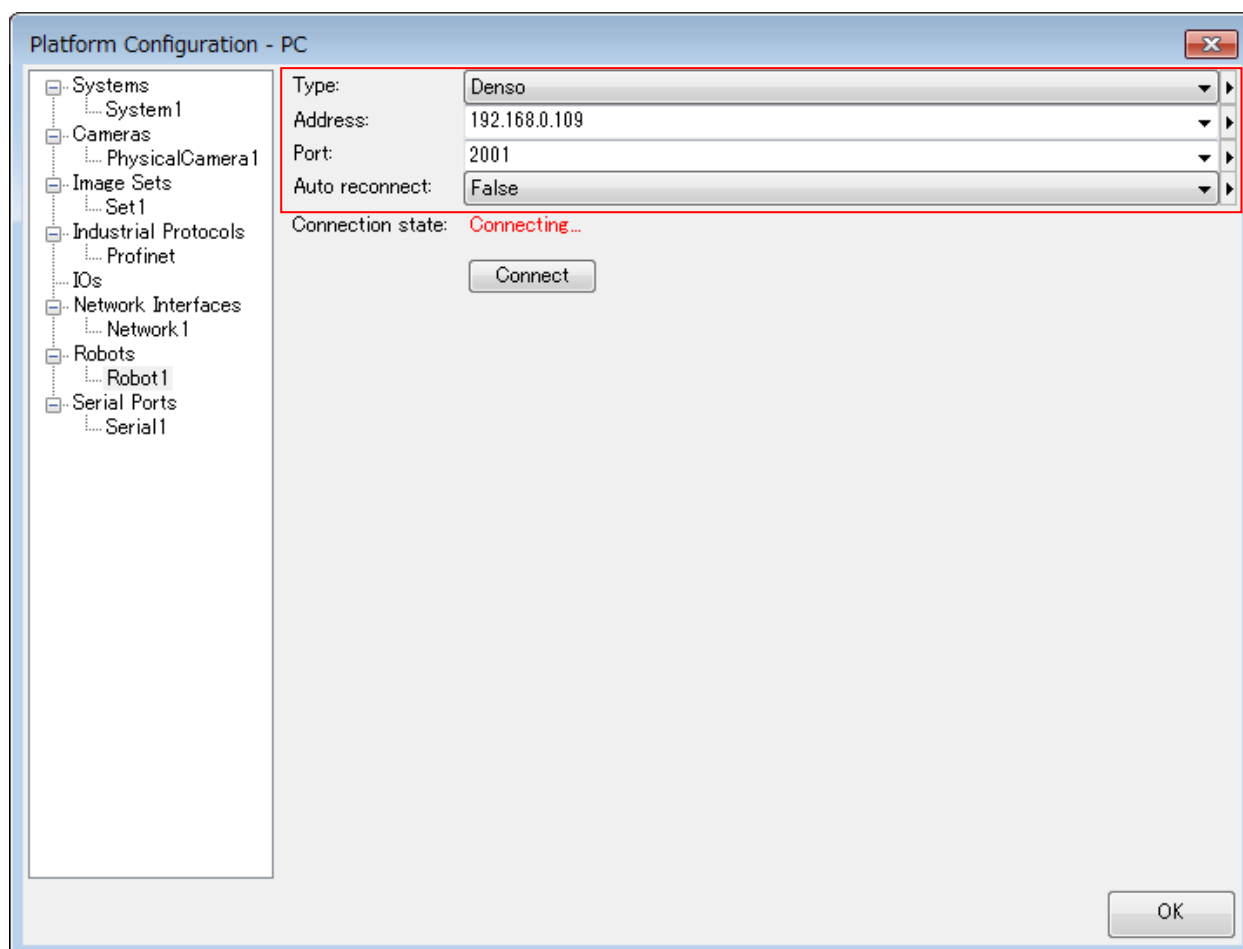 Platform Configuration - PC
Systems
System1
Cameras
PhysicalCamera1
Image Sets
Set1
Industrial Protocols
Profinet
IOs
Network Interfaces
Network1
Robots
Robot1
Serial Ports
Serial1
Type: Denso
Address: 192.168.0.109
Port: 2001
Auto reconnect: False
Connection state: Connecting...
Connect
OK